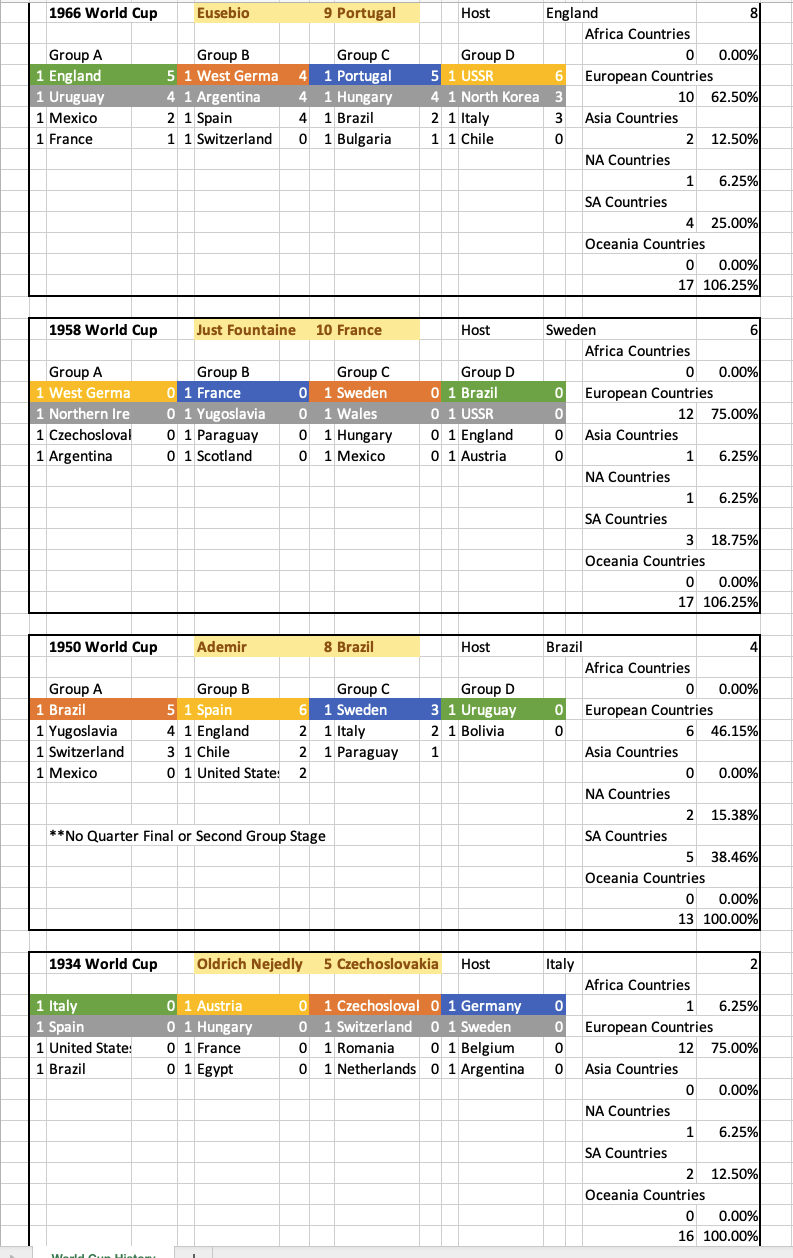 1966 World Cup Eusebio 9 Portugal Host England 8
Africa Countries
Group A Group B Group C Group D 0 0.00%
1 England 5 1 West Germa 4 1 Portugal 5 1 USSR 6 European Countries
1 Uruguay 4 1 Argentina 4 1 Hungary 4 1 North Korea 3 10 62.50%
1 Mexico 2 1 Spain 4 1 Brazil 2 1 Italy 3 Asia Countries
1 France 1 1 Switzerland 0 1 Bulgaria 1 1 Chile 0 2 12.50%
NA Countries
1 6.25%
SA Countries
4 25.00%
Oceania Countries
0 0.00%
17 106.25%
1958 World Cup Just Fountaine 10 France Host Sweden 6
Africa Countries
Group A Group B Group C Group D 0 0.00%
1 West Germa 0 1 France 0 1 Sweden 0 1 Brazil 0 European Countries
1 Northern Ire 0 1 Yugoslavia 0 1 Wales 0 1 USSR 0 12 75.00%
1 Czechosloval 0 1 Paraguay 0 1 Hungary 0 1 England 0 Asia Countries
1 Argentina 0 1 Scotland 0 1 Mexico 0 1 Austria 0 1 6.25%
NA Countries
1 6.25%
SA Countries
3 18.75%
Oceania Countries
0 0.00%
17 106.25%
1950 World Cup Ademir 8 Brazil Host Brazil 4
Africa Countries
Group A Group B Group C Group D 0 0.00%
1 Brazil 5 1 Spain 6 1 Sweden 3 1 Uruguay 0 European Countries
1 Yugoslavia 4 1 England 2 1 Italy 2 1 Bolivia 0 6 46.15%
1 Switzerland 3 1 Chile 2 1 Paraguay 1 Asia Countries
1 Mexico 0 1 United States 2 0 0.00%
NA Countries
2 15.38%
**No Quarter Final or Second Group Stage SA Countries
5 38.46%
Oceania Countries
0 0.00%
13 100.00%
1934 World Cup Oldrich Nejedly 5 Czechoslovakia Host Italy 2
Africa Countries
1 Italy 0 1 Austria 0 1 Czechosloval 0 1 Germany 0 1 6.25%
1 Spain 0 1 Hungary 0 1 Switzerland 0 1 Sweden 0 European Countries
1 United States 0 1 France 0 1 Romania 0 1 Belgium 0 12 75.00%
1 Brazil 0 1 Egypt 0 1 Netherlands 0 1 Argentina 0 Asia Countries
0 0.00%
NA Countries
1 6.25%
SA Countries
2 12.50%
Oceania Countries
0 0.00%
16 100.00%
World Cup History